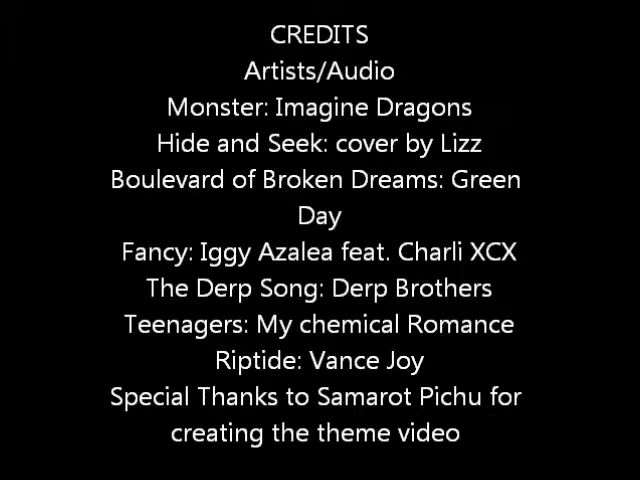 CREDITS
Artists/Audio
Monster: Imagine Dragons
Hide and Seek: cover by Lizz
Boulevard of Broken Dreams: Green
Day
Fancy: Iggy Azalea feat. Charli XCX
The Derp Song: Derp Brothers
Teenagers: My chemical Romance
Riptide: Vance Joy
Special Thanks to Samarot Pichu for
creating the theme video